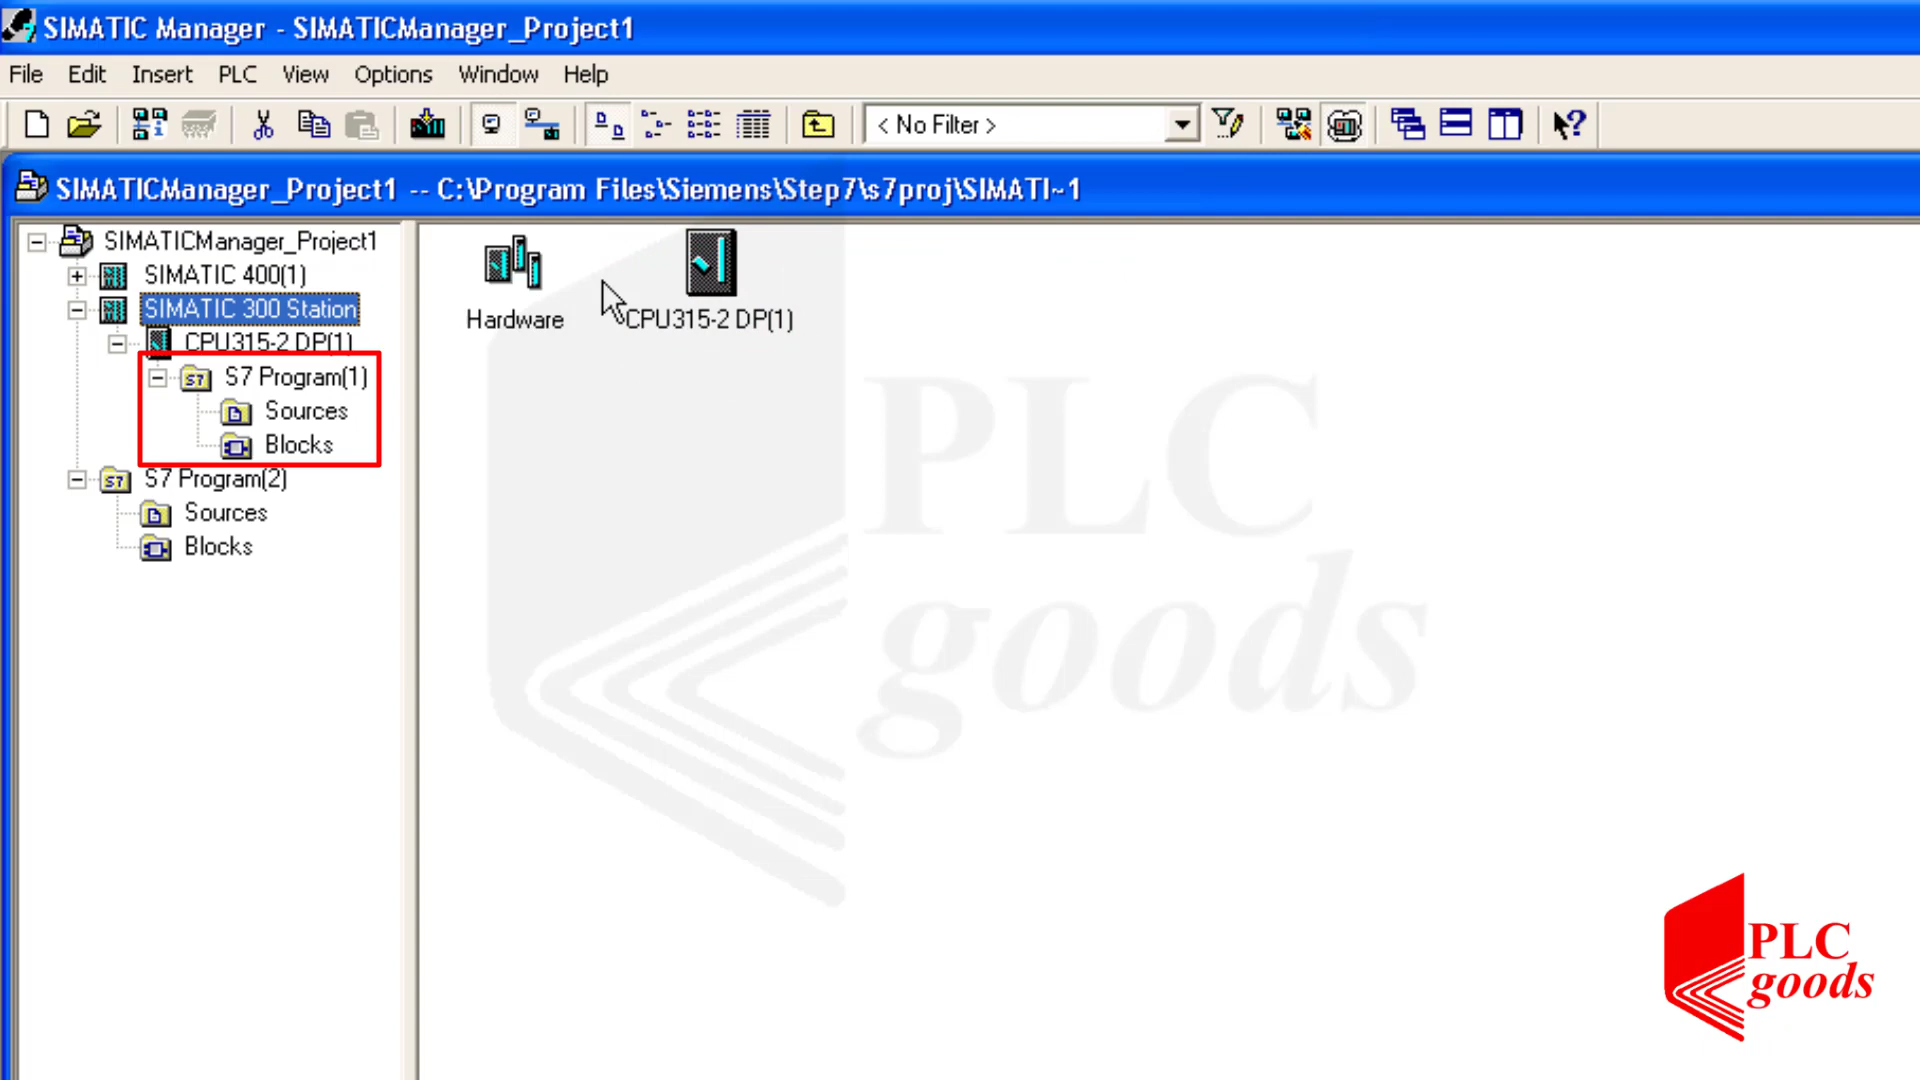 SIMATIC Manager - SIMATICManager_Project1
File Edit Insert PLC View Options Window Help
< No Filter >
SIMATICManager_Project1 -- C:\Program Files\Siemens\Step7\s7proj\SIMATI~1
SIMATICManager_Project1
SIMATIC 400(1)
SIMATIC 300 Station
CPU315-2 DP(1)
S7 Program(1)
Sources
Blocks
S7 Program(2)
Sources
Blocks
Hardware
CPU315-2 DP(1)
PLC
goods
PLC
goods